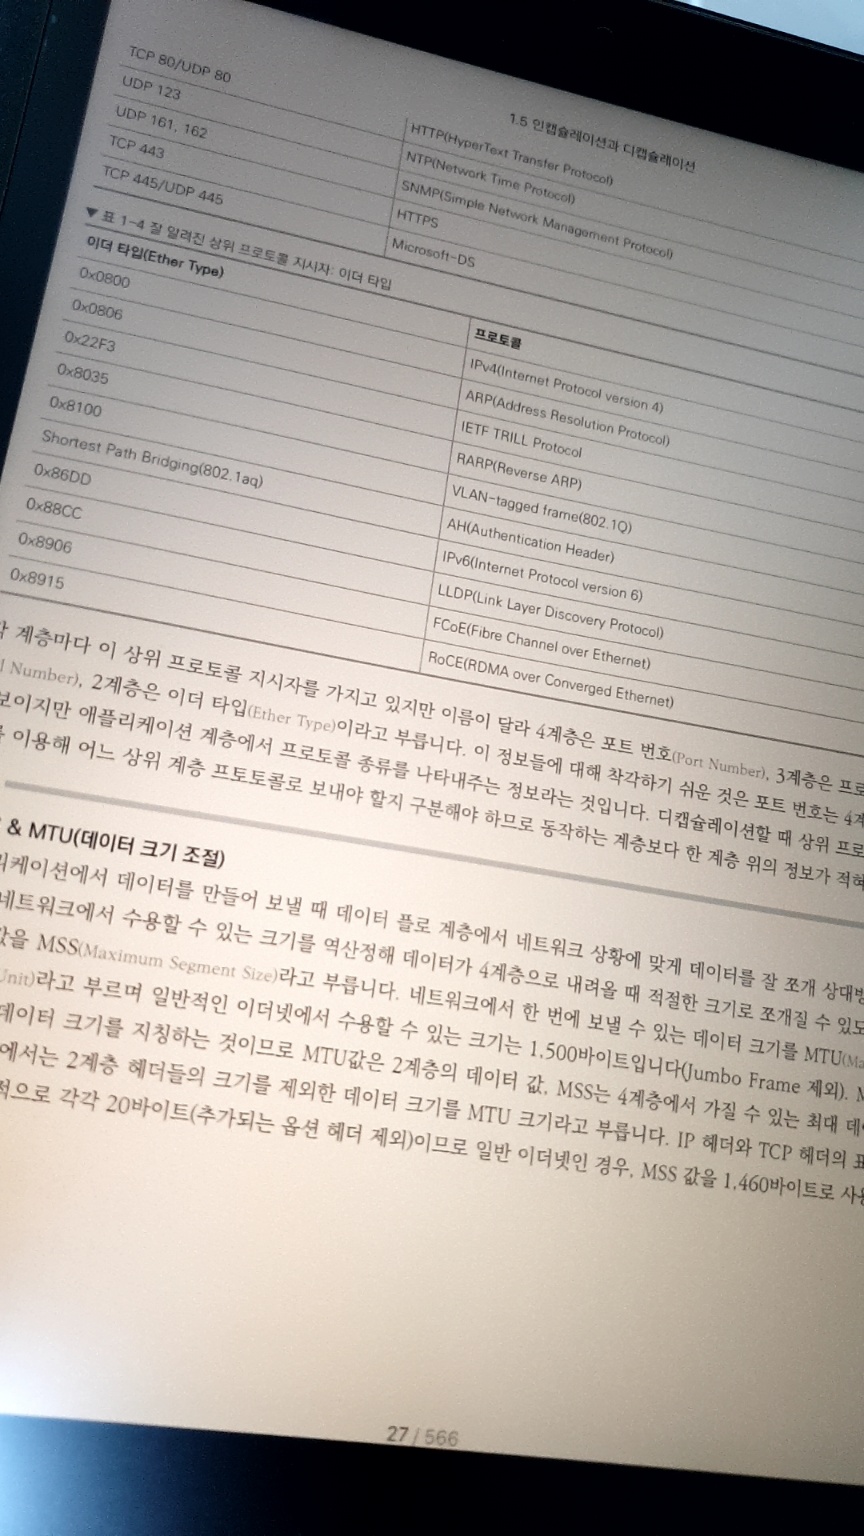 1.5 인캡슐레이션과 디캡슐레이션
TCP 80/UDP 80 HTTP(HyperText Transfer Protocol)
UDP 123 NTP(Network Time Protocol)
UDP 161, 162 SNMP(Simple Network Management Protocol)
TCP 443 HTTPS
TCP 445/UDP 445 Microsoft-DS
▼ 표 1-4 잘 알려진 상위 프로토콜 지시자: 이더 타입
이더 타입(Ether Type) 프로토콜
0x0800 IPv4(Internet Protocol version 4)
0x0806 ARP(Address Resolution Protocol)
0x22F3 IETF TRILL Protocol
0x8035 RARP(Reverse ARP)
0x8100 VLAN-tagged frame(802.1Q)
Shortest Path Bridging(802.1aq) AH(Authentication Header)
0x86DD IPv6(Internet Protocol version 6)
0x88CC LLDP(Link Layer Discovery Protocol)
0x8906 FCoE(Fibre Channel over Ethernet)
0x8915 RoCE(RDMA over Converged Ethernet)
계층마다 이 상위 프로토콜 지시자를 가지고 있지만 이름이 달라 4계층은 포트 번호(Port Number), 3계층은 프로
Number), 2계층은 이더 타입(Ether Type)이라고 부릅니다. 이 정보들에 대해 착각하기 쉬운 것은 포트 번호는 4계
보이지만 애플리케이션 계층에서 프로토콜 종류를 나타내주는 정보라는 것입니다. 디캡슐레이션할 때 상위 프로
이용해 어느 상위 계층 프토토콜로 보내야 할지 구분해야 하므로 동작하는 계층보다 한 계층 위의 정보가 적혀
& MTU(데이터 크기 조절)
리케이션에서 데이터를 만들어 보낼 때 데이터 플로 계층에서 네트워크 상황에 맞게 데이터를 잘 쪼개 상대방
네트워크에서 수용할 수 있는 크기를 역산정해 데이터가 4계층으로 내려올 때 적절한 크기로 쪼개질 수 있도
값을 MSS(Maximum Segment Size)라고 부릅니다. 네트워크에서 한 번에 보낼 수 있는 데이터 크기를 MTU(Ma
Unit)라고 부르며 일반적인 이더넷에서 수용할 수 있는 크기는 1,500바이트입니다(Jumbo Frame 제외). M
데이터 크기를 지칭하는 것이므로 MTU값은 2계층의 데이터 값, MSS는 4계층에서 가질 수 있는 최대 데이
에서는 2계층 헤더들의 크기를 제외한 데이터 크기를 MTU 크기라고 부릅니다. IP 헤더와 TCP 헤더의 표
적으로 각각 20바이트(추가되는 옵션 헤더 제외)이므로 일반 이더넷인 경우, MSS 값을 1,460바이트로 사용
27 / 566